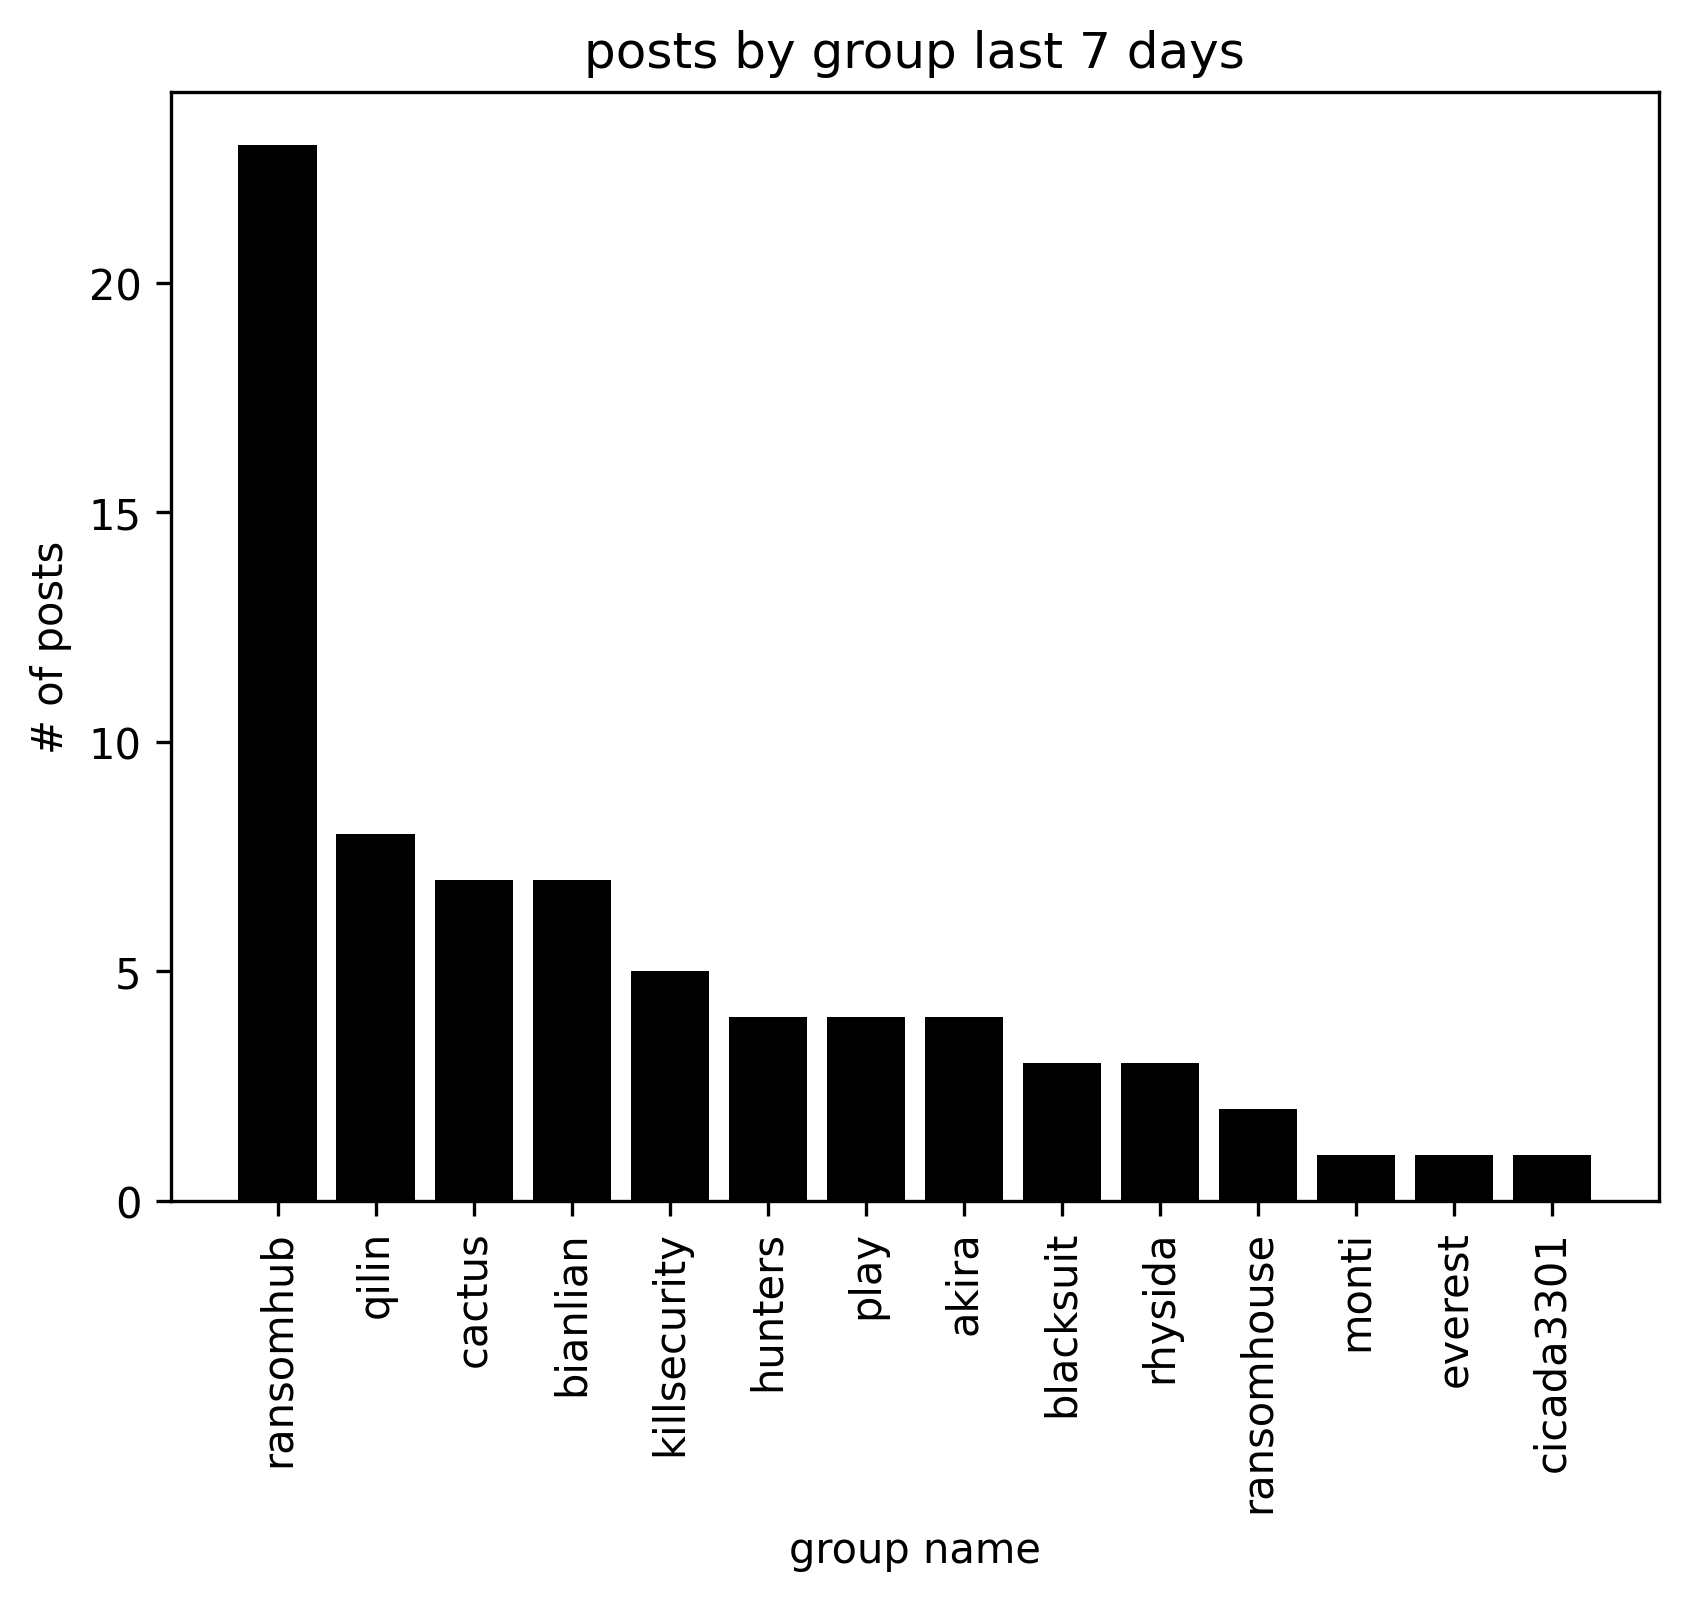 posts by group last 7 days
# of posts
20
15
10
5
0
ransomhub
qilin
cactus
bianlian
killsecurity
hunters
play
akira
blacksuit
rhysida
ransomhouse
monti
everest
cicada3301
group name